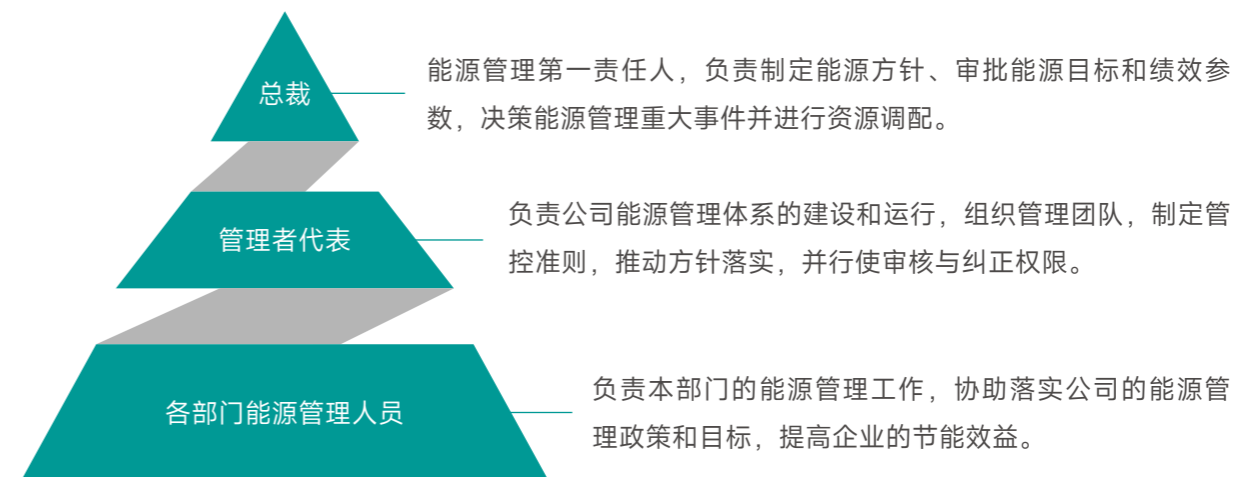 总裁
能源管理第一责任人，负责制定能源方针、审批能源目标和绩效参
数，决策能源管理重大事件并进行资源调配。
管理者代表
负责公司能源管理体系的建设和运行，组织管理团队，制定管
控准则，推动方针落实，并行使审核与纠正权限。
各部门能源管理人员
负责本部门的能源管理工作，协助落实公司的能源管
理政策和目标，提高企业的节能效益。